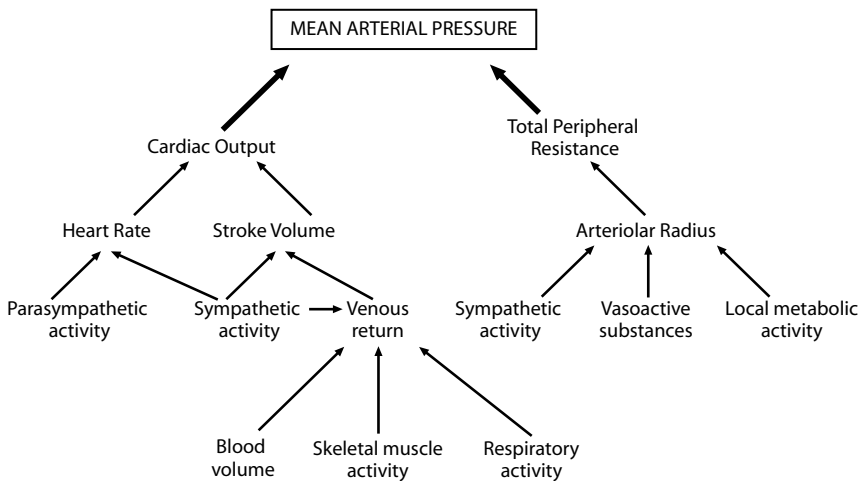 MEAN ARTERIAL PRESSURE
Cardiac Output
Total Peripheral
Resistance
Heart Rate
Stroke Volume
Arteriolar Radius
Parasympathetic
activity
Sympathetic
activity
Venous
return
Sympathetic
activity
Vasoactive
substances
Local metabolic
activity
Blood
volume
Skeletal muscle
activity
Respiratory
activity